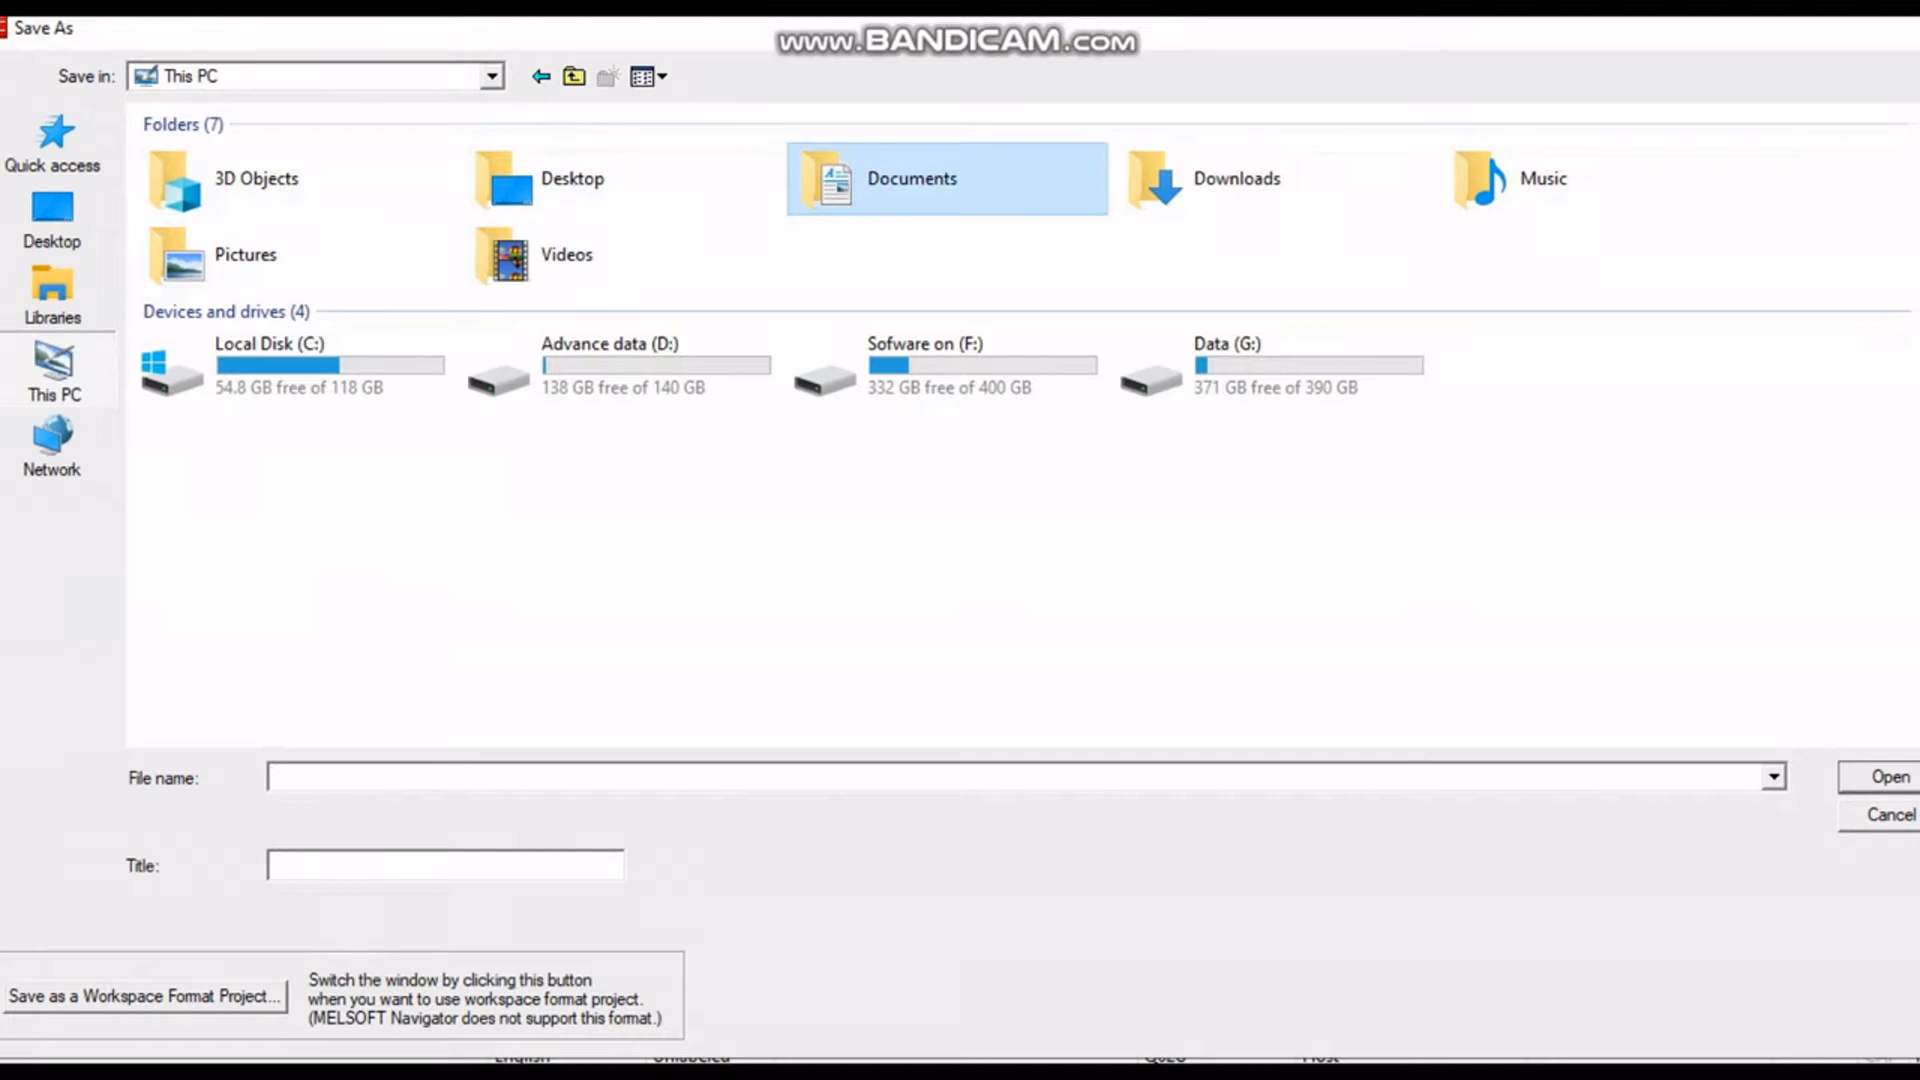 Save As
www.BANDICAM.com
Save in:
This PC
Quick access
Desktop
Libraries
This PC
Network
Folders (7)
3D Objects
Desktop
Documents
Downloads
Music
Pictures
Videos
Devices and drives (4)
Local Disk (C:)
54.8 GB free of 118 GB
Advance data (D:)
138 GB free of 140 GB
Sofware on (F:)
332 GB free of 400 GB
Data (G:)
371 GB free of 390 GB
File name:
Open
Cancel
Title:
Save as a Workspace Format Project...
Switch the window by clicking this button
when you want to use workspace format project.
(MELSOFT Navigator does not support this format.)
English
Unlabeled
Host